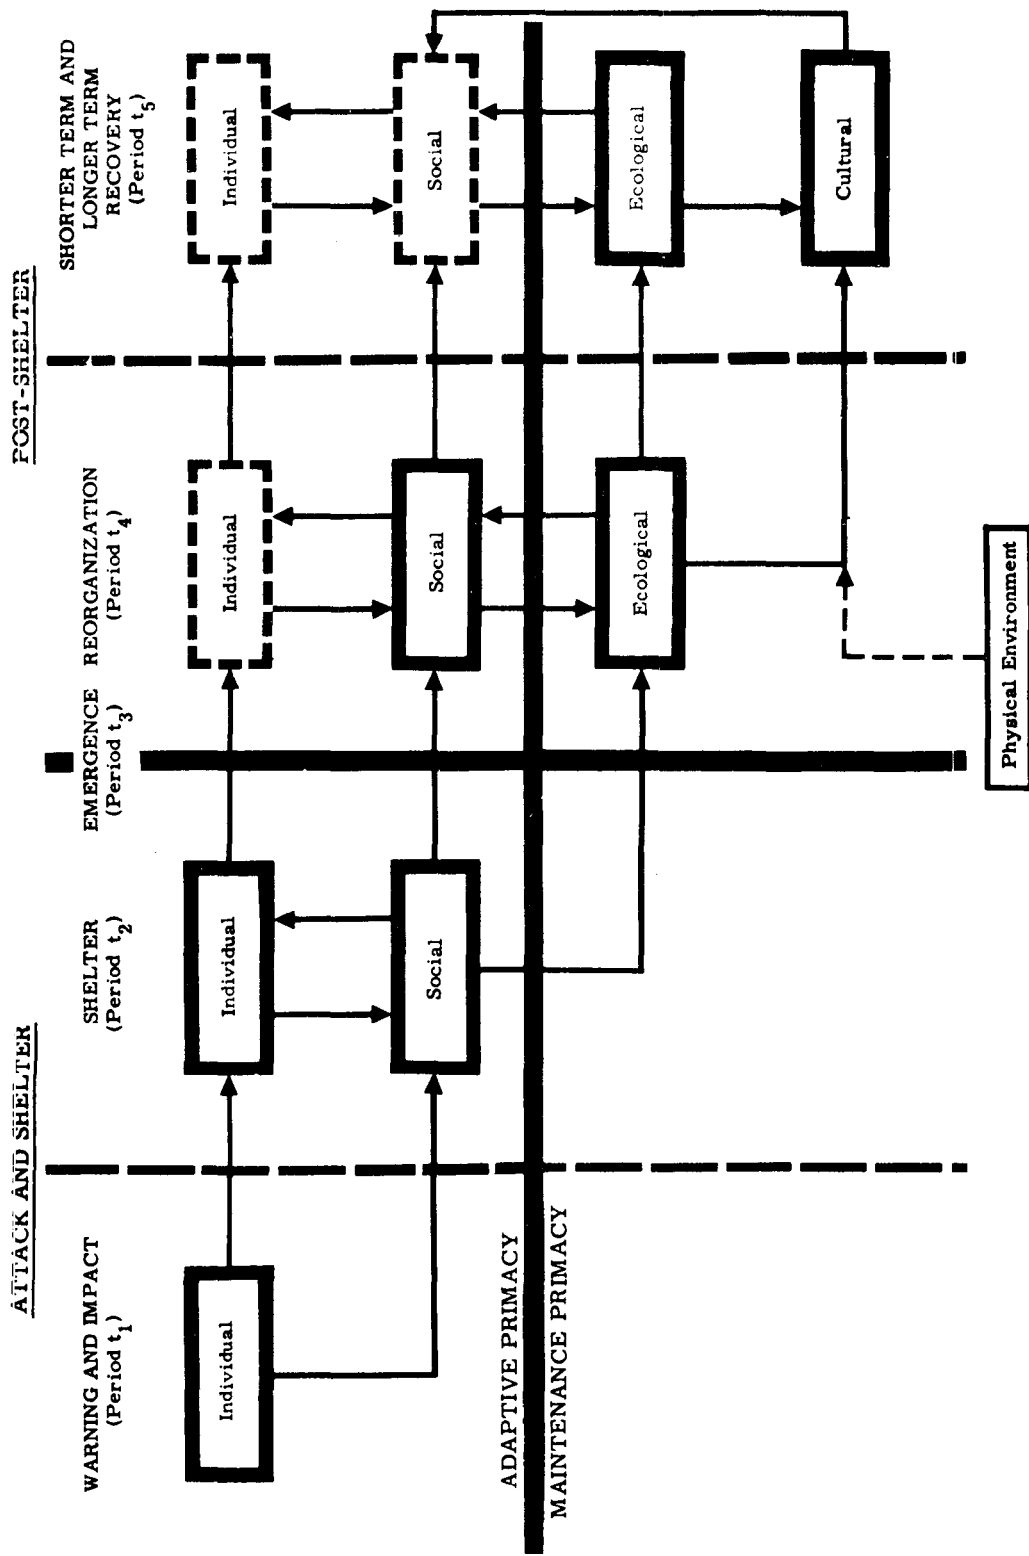 ATTACK AND SHELTER
POST-SHELTER
WARNING AND IMPACT
(Period t1)
SHELTER
(Period t2)
EMERGENCE
(Period t3)
REORGANIZATION
(Period t4)
SHORTER TERM AND
LONGER TERM
RECOVERY
(Period t5)
Individual
Individual
Individual
Individual
Social
Social
Social
ADAPTIVE PRIMACY
MAINTENANCE PRIMACY
Ecological
Ecological
Cultural
Physical Environment